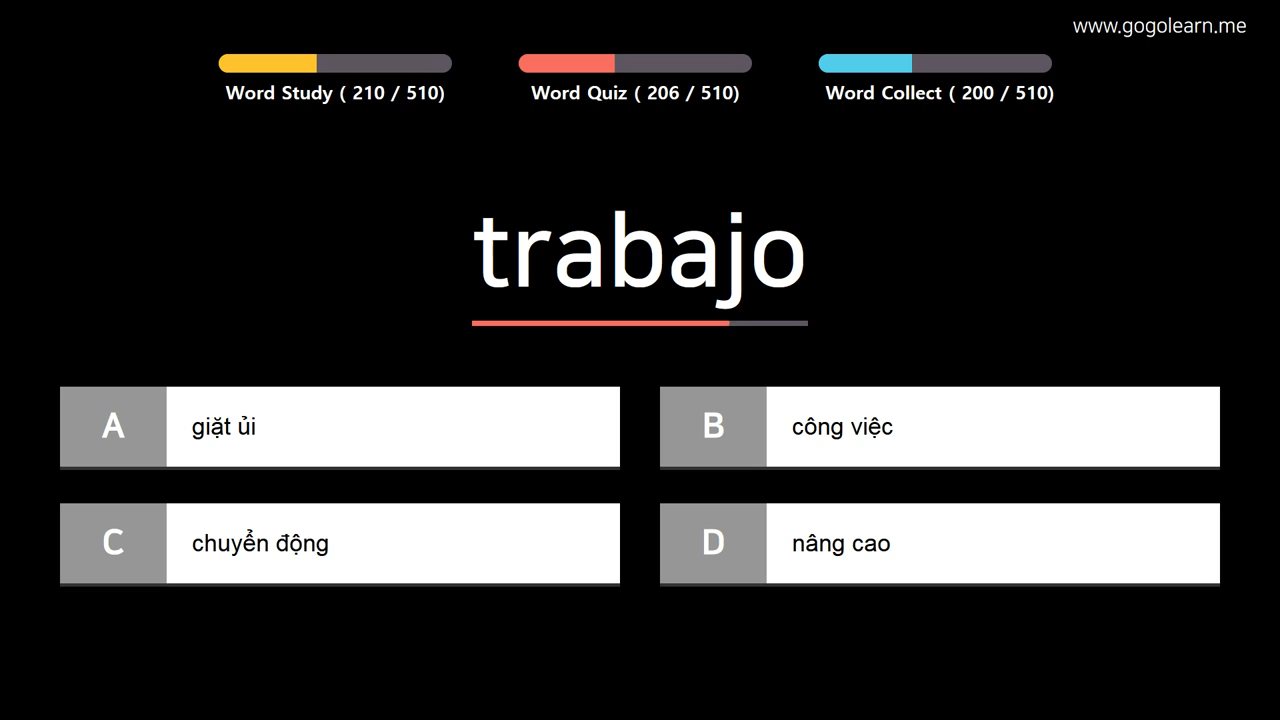 www.gogolearn.me
Word Study ( 210 / 510)
Word Quiz ( 206 / 510)
Word Collect ( 200 / 510)
trabajo
A giặt ủi
B công việc
C chuyển động
D nâng cao